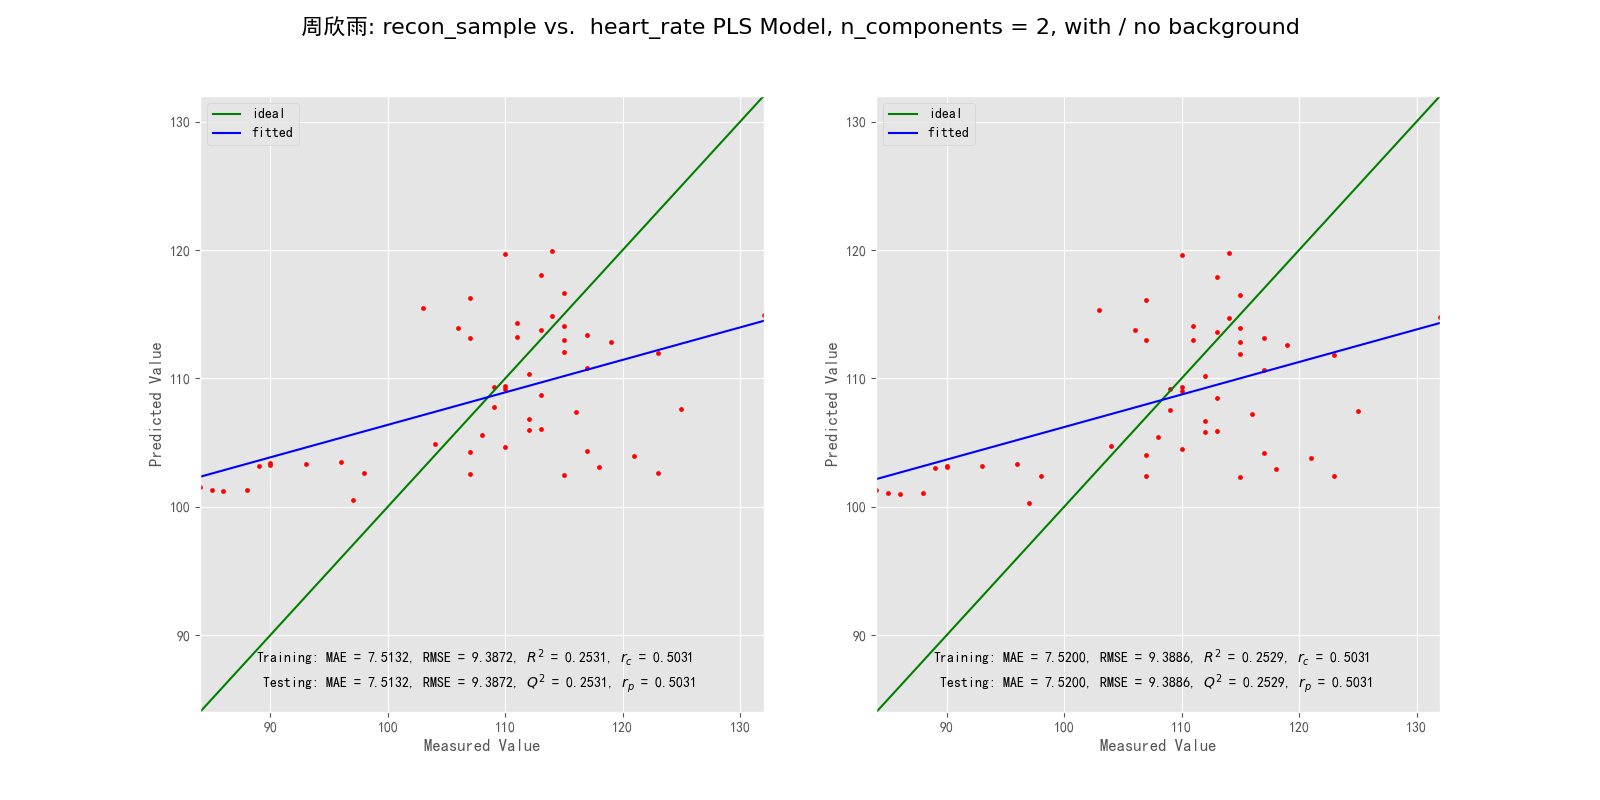 周欣雨: recon_sample vs.  heart_rate PLS Model, n_components = 2, with / no background
ideal
fitted
130
120
110
100
90
Predicted Value
Training: MAE = 7.5132, RMSE = 9.3872, R² = 0.2531, r_c = 0.5031
Testing: MAE = 7.5132, RMSE = 9.3872, Q² = 0.2531, r_p = 0.5031
90 100 110 120 130
Measured Value
ideal
fitted
130
120
110
100
90
Predicted Value
Training: MAE = 7.5200, RMSE = 9.3886, R² = 0.2529, r_c = 0.5031
Testing: MAE = 7.5200, RMSE = 9.3886, Q² = 0.2529, r_p = 0.5031
90 100 110 120 130
Measured Value